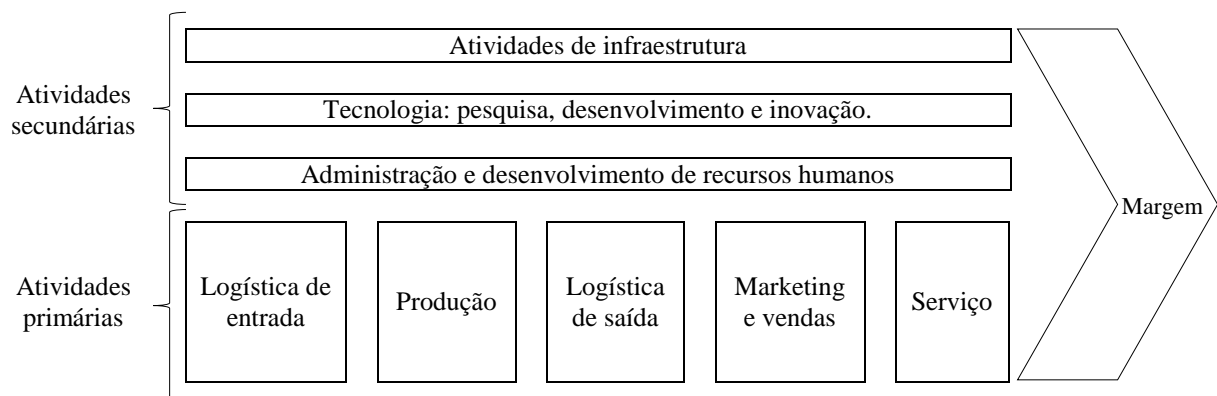 Atividades de infraestrutura
Atividades
secundárias
Tecnologia: pesquisa, desenvolvimento e inovação.
Administração e desenvolvimento de recursos humanos
Margem
Atividades
primárias
Logística de
entrada
Produção
Logística
de saída
Marketing
e vendas
Serviço